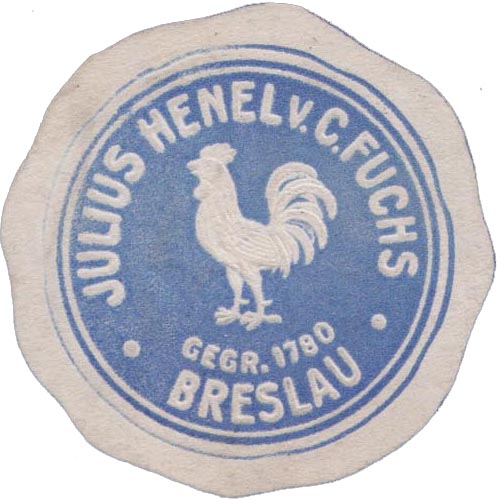 JULIUS HENEL v. C. FUCHS
GEGR. 1780
BRESLAU